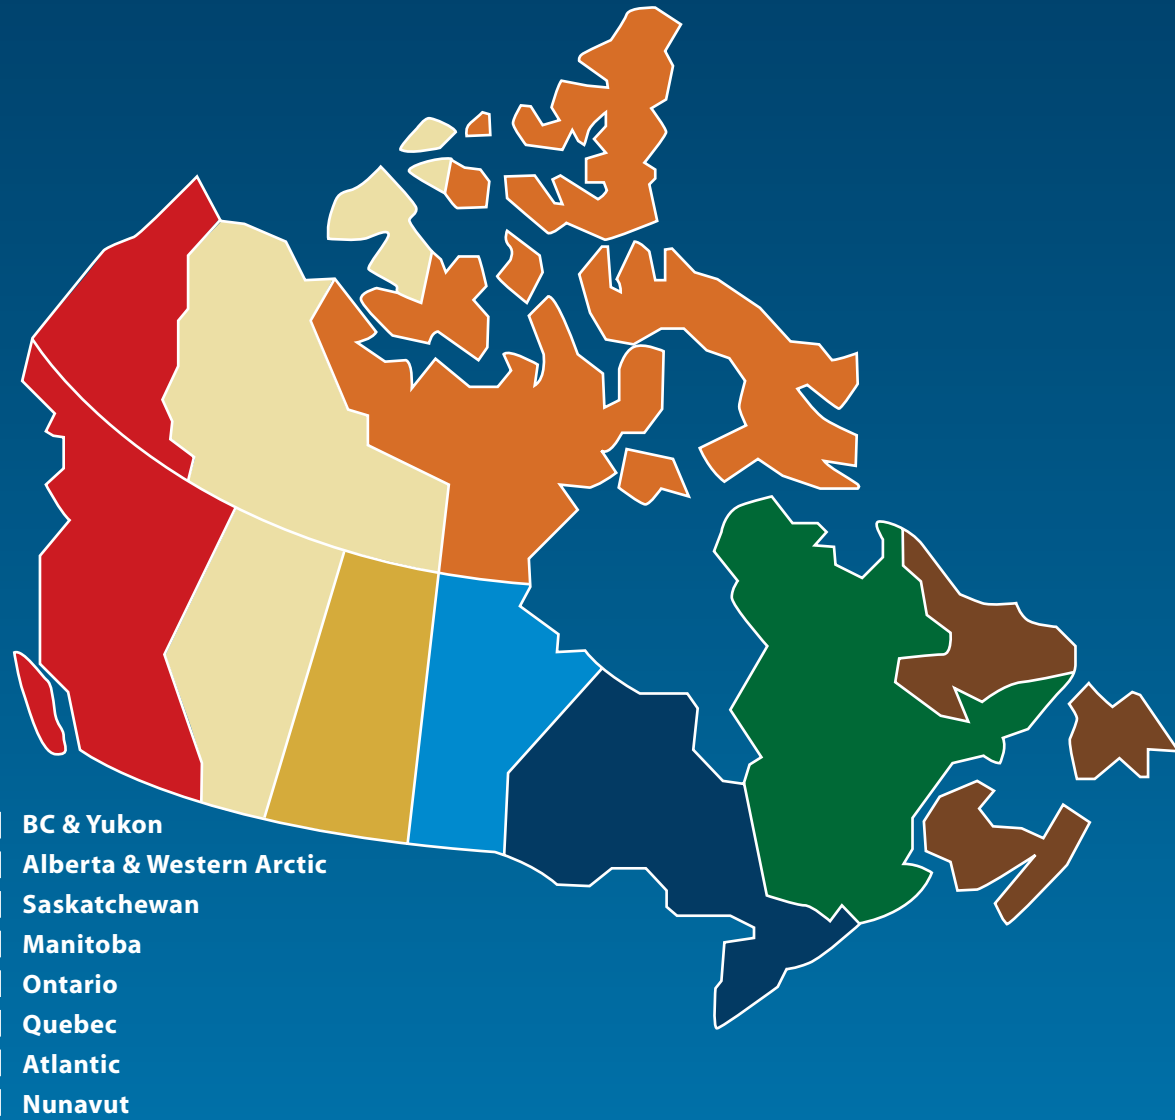 BC & Yukon
Alberta & Western Arctic
Saskatchewan
Manitoba
Ontario
Quebec
Atlantic
Nunavut